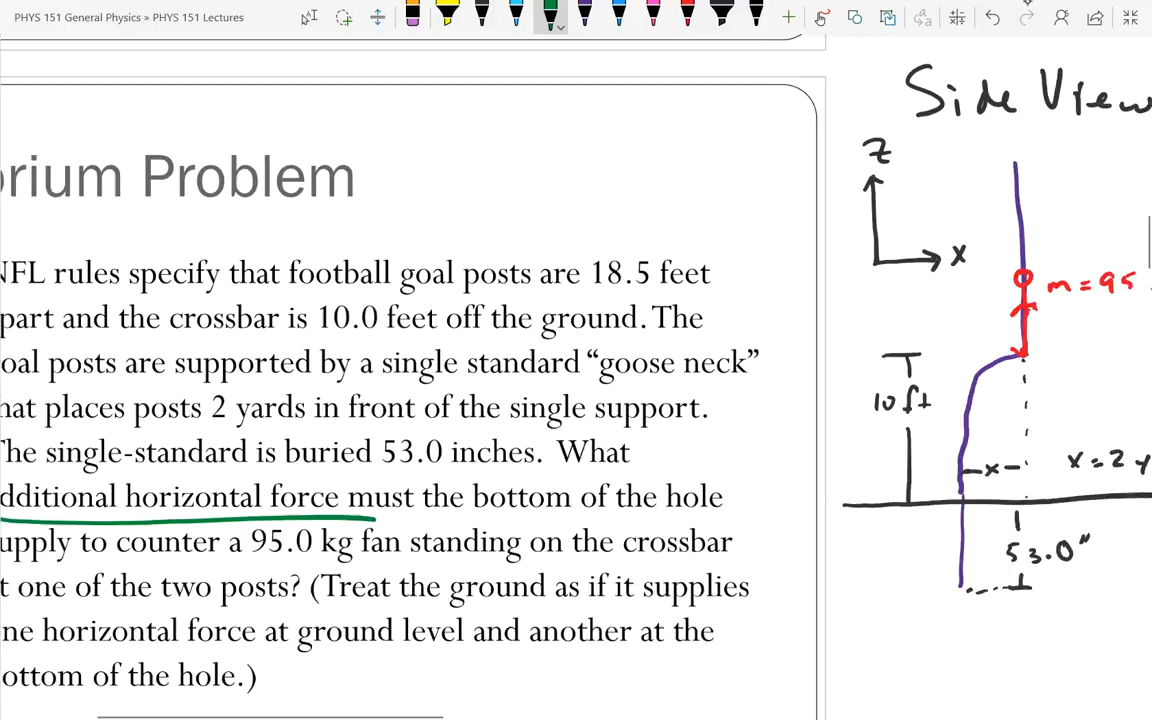 PHYS 151 General Physics » PHYS 151 Lectures
orium Problem
NFL rules specify that football goal posts are 18.5 feet
part and the crossbar is 10.0 feet off the ground. The
oal posts are supported by a single standard “goose neck”
hat places posts 2 yards in front of the single support.
The single-standard is buried 53.0 inches. What
dditional horizontal force must the bottom of the hole
upply to counter a 95.0 kg fan standing on the crossbar
t one of the two posts? (Treat the ground as if it supplies
ne horizontal force at ground level and another at the
ottom of the hole.)
Side View
z
x
m = 95
10 ft
x
x = 2 y
53.0"